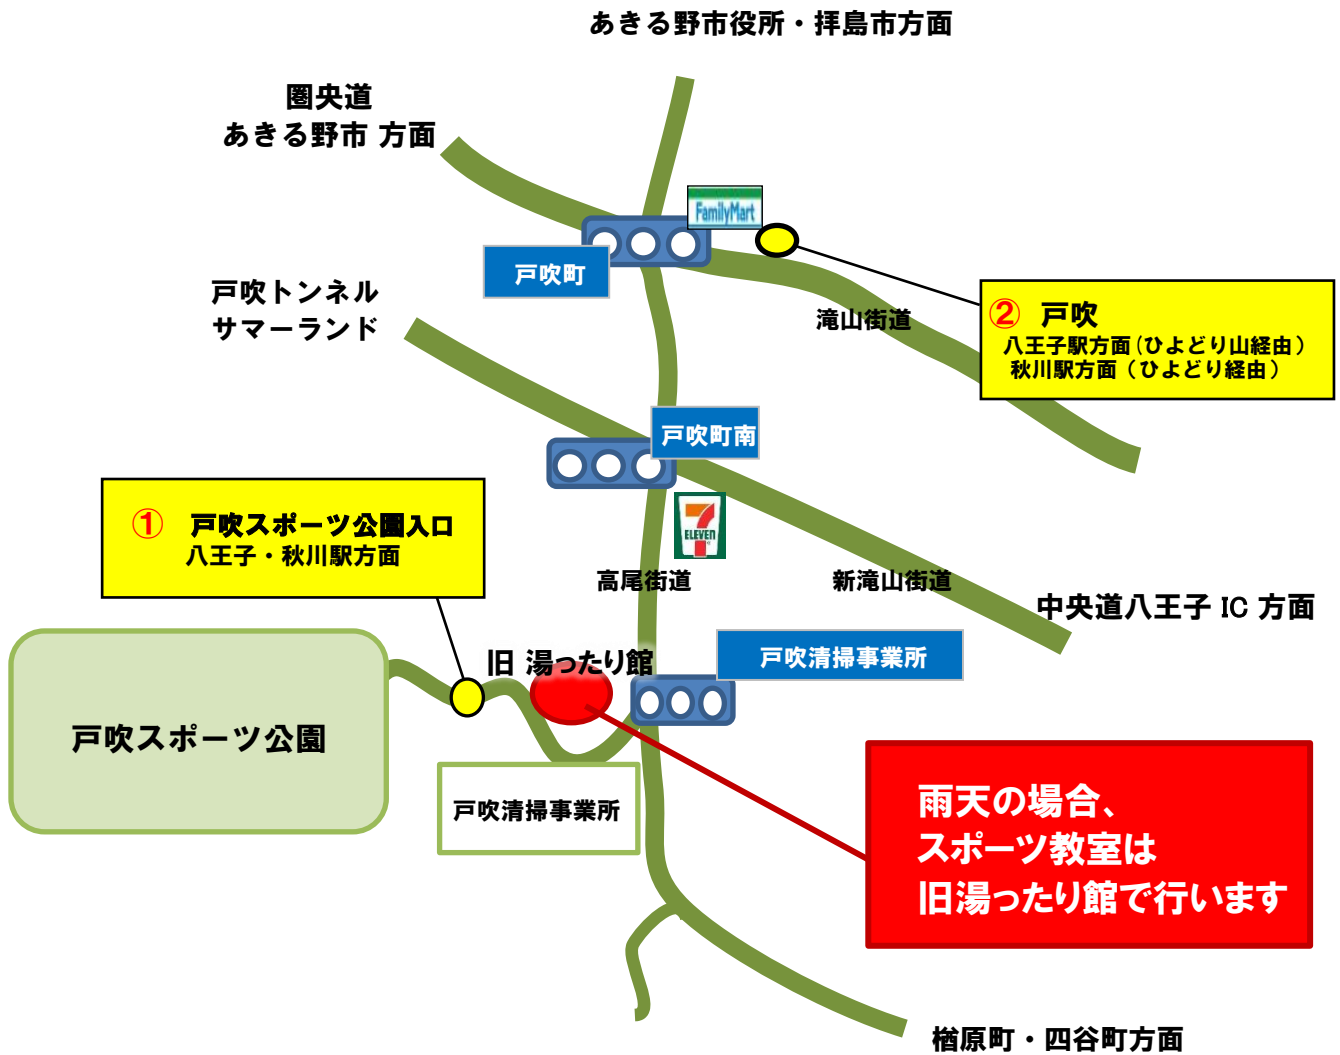 あきる野市役所・拝島市方面
圏央道
あきる野市 方面
FamilyMart
戸吹町
戸吹トンネル
サマーランド
滝山街道
② 戸吹
八王子駅方面(ひよどり山経由)
秋川駅方面(ひよどり経由)
戸吹町南
① 戸吹スポーツ公園入口
八王子・秋川駅方面
7
ELEVEN
高尾街道
新滝山街道
中央道八王子 IC 方面
旧 湯ったり館
戸吹清掃事業所
戸吹スポーツ公園
戸吹清掃事業所
雨天の場合、
スポーツ教室は
旧湯ったり館で行います
楢原町・四谷町方面